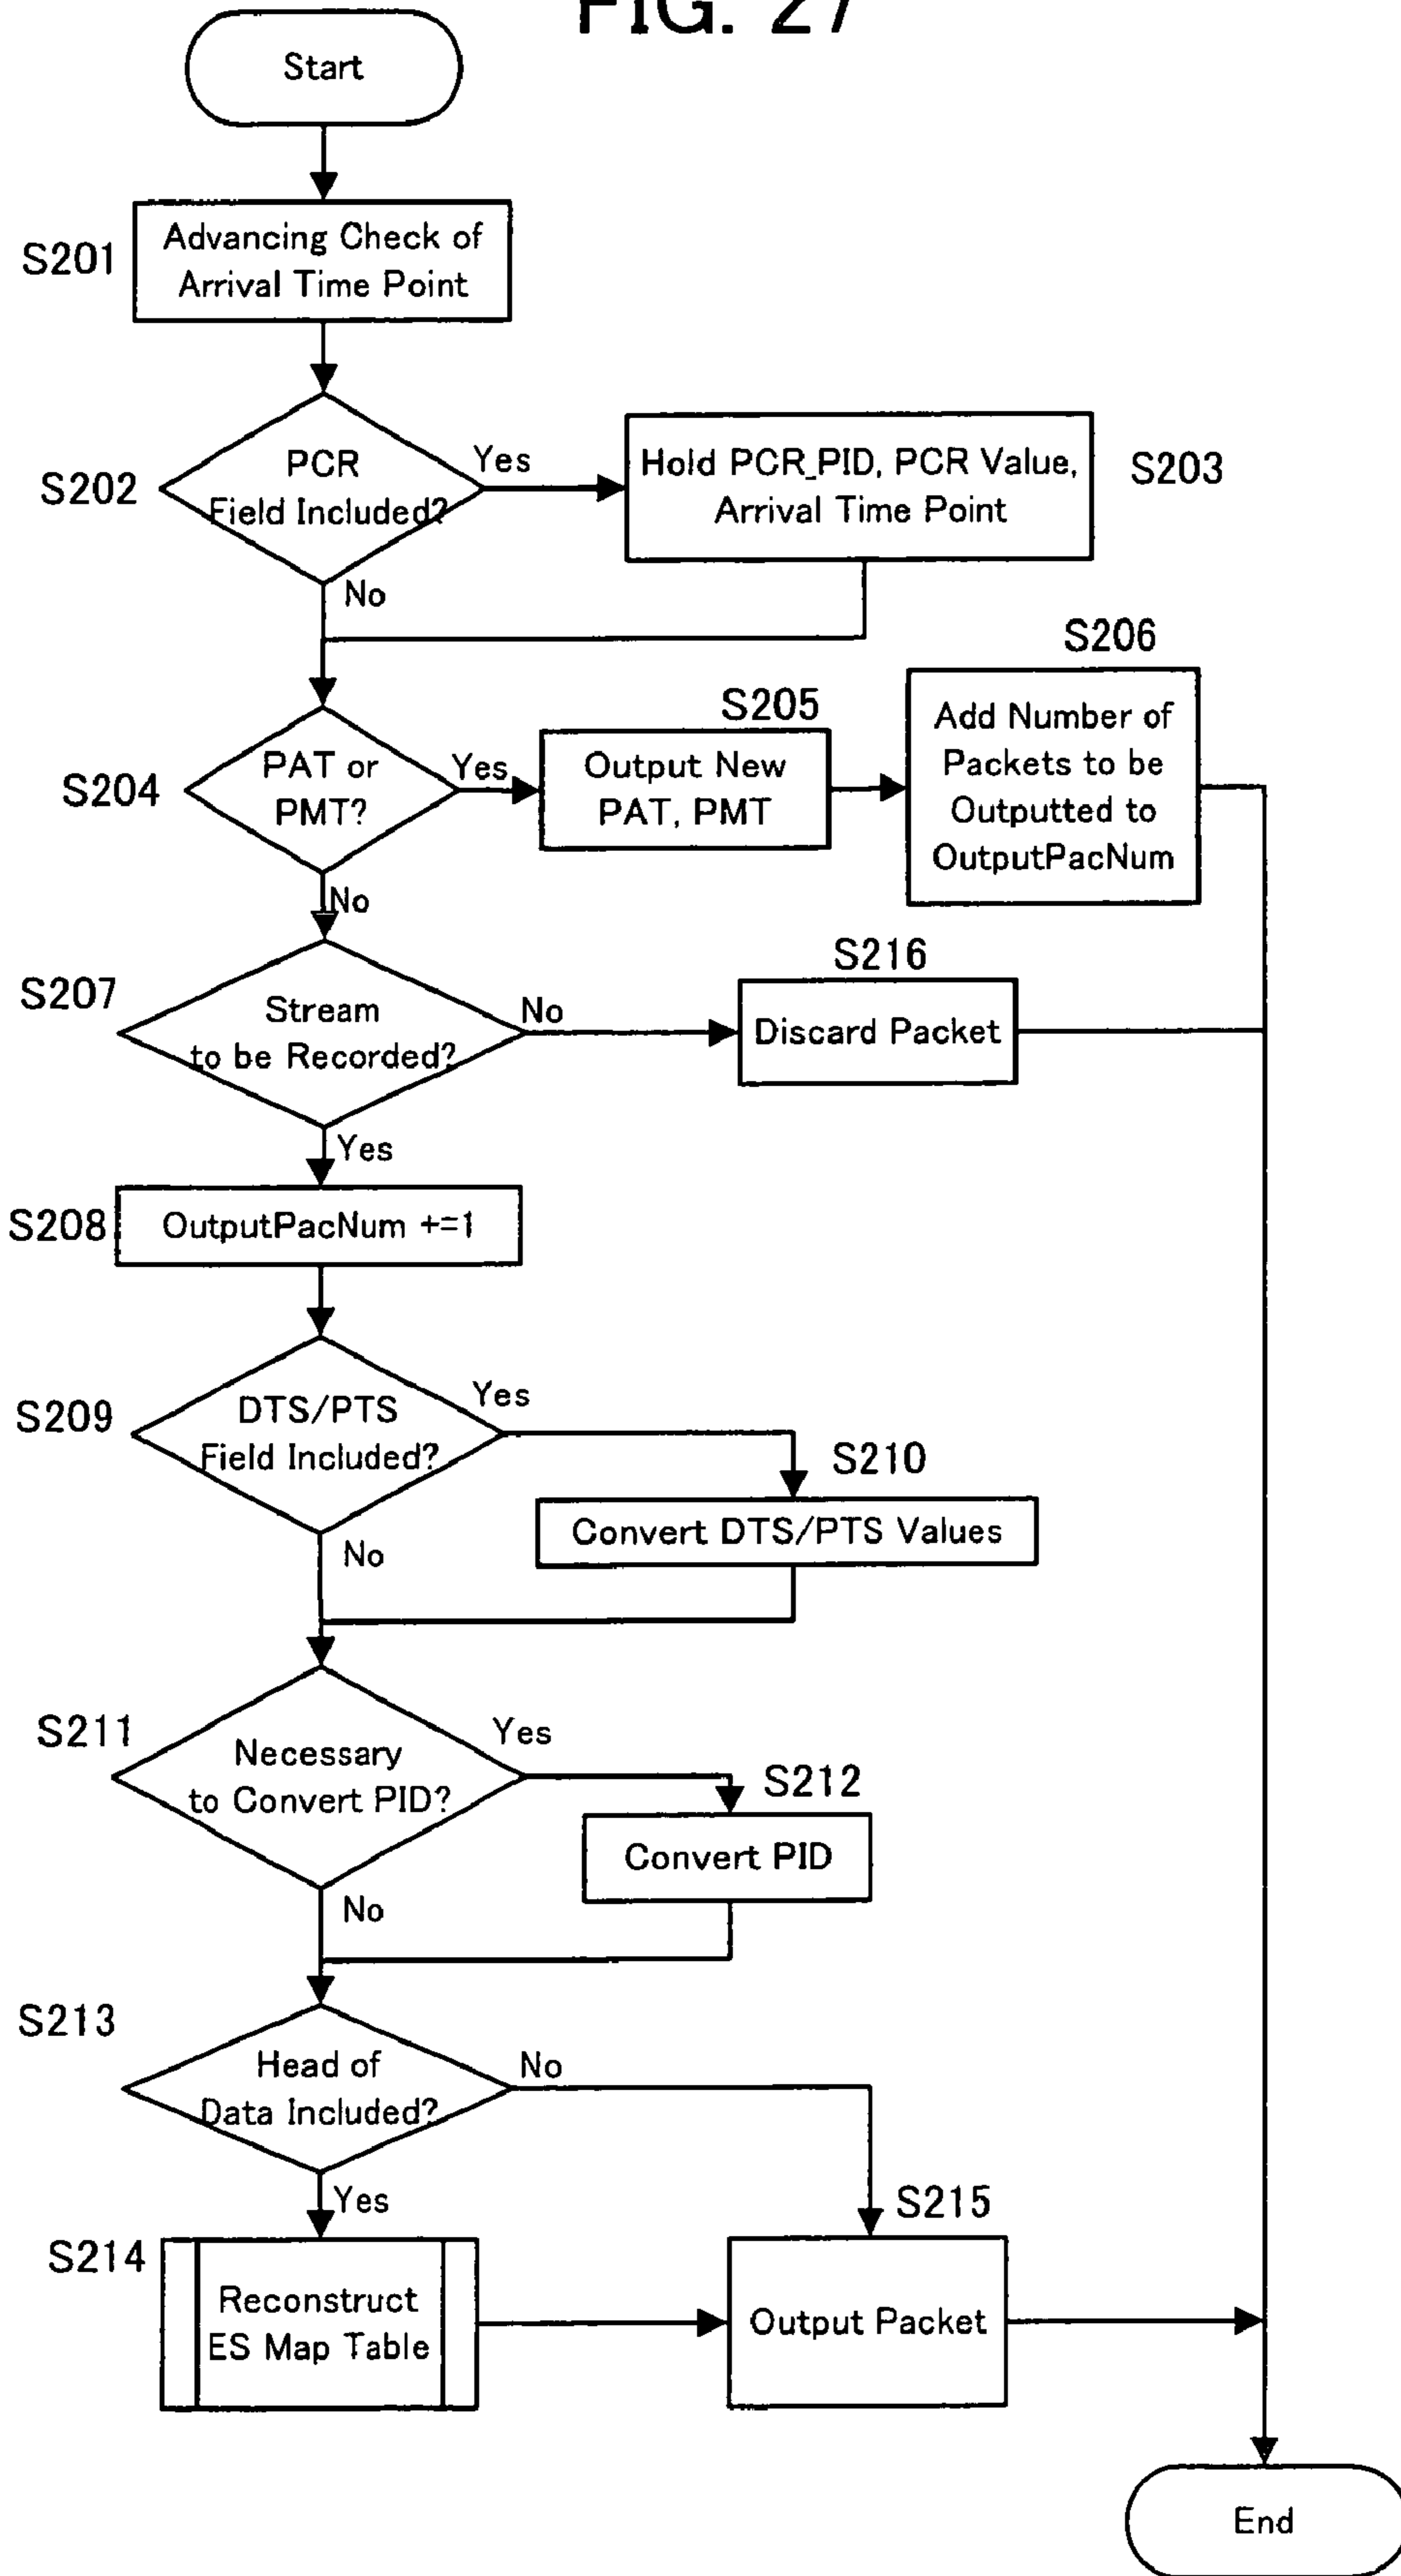 FIG. 27
Start
S201
Advancing Check of
Arrival Time Point
S202
PCR
Field Included?
Yes
No
Hold PCR_PID, PCR Value,
Arrival Time Point
S203
S204
PAT or
PMT?
Yes
No
S205
Output New
PAT, PMT
S206
Add Number of
Packets to be
Outputted to
OutputPacNum
S207
Stream
to be Recorded?
No
Yes
S216
Discard Packet
S208
OutputPacNum +=1
S209
DTS/PTS
Field Included?
Yes
No
S210
Convert DTS/PTS Values
S211
Necessary
to Convert PID?
Yes
No
S212
Convert PID
S213
Head of
Data Included?
No
Yes
S214
Reconstruct
ES Map Table
S215
Output Packet
End